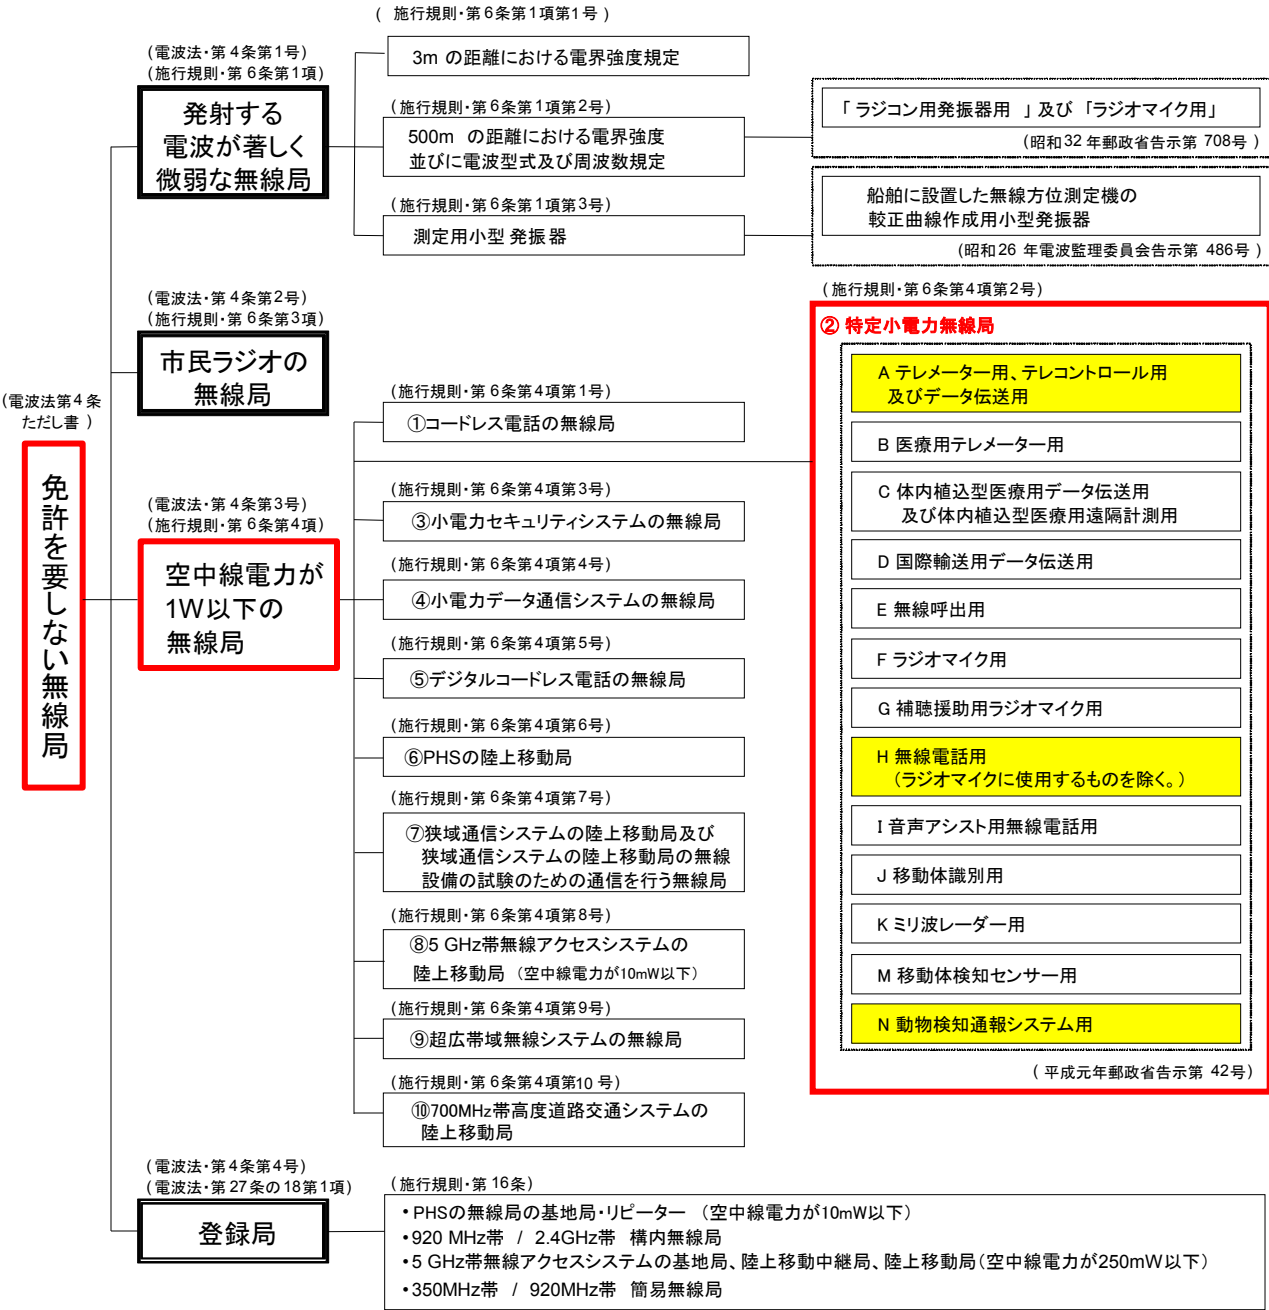 (電波法第4条
ただし書)
免許を要しない無線局
(電波法・第4条第1号)
(施行規則・第6条第1項)
発射する
電波が著しく
微弱な無線局
(施行規則・第6条第1項第1号)
3m の距離における電界強度規定
(施行規則・第6条第1項第2号)
500m の距離における電界強度
並びに電波型式及び周波数規定
「ラジコン用発振器用」及び「ラジオマイク用」
(昭和32年郵政省告示第708号)
(施行規則・第6条第1項第3号)
測定用小型発振器
船舶に設置した無線方位測定機の
較正曲線作成用小型発振器
(昭和26年電波監理委員会告示第486号)
(電波法・第4条第2号)
(施行規則・第6条第3項)
市民ラジオの
無線局
(電波法・第4条第3号)
(施行規則・第6条第4項)
空中線電力が
1W以下の
無線局
(施行規則・第6条第4項第1号)
①コードレス電話の無線局
(施行規則・第6条第4項第2号)
② 特定小電力無線局
A テレメーター用、テレコントロール用
及びデータ伝送用
B 医療用テレメーター用
C 体内植込型医療用データ伝送用
及び体内植込型医療用遠隔計測用
D 国際輸送用データ伝送用
E 無線呼出用
F ラジオマイク用
G 補聴援助用ラジオマイク用
H 無線電話用
(ラジオマイクに使用するものを除く。)
I 音声アシスト用無線電話用
J 移動体識別用
K ミリ波レーダー用
M 移動体検知センサー用
N 動物検知通報システム用
(平成元年郵政省告示第42号)
(施行規則・第6条第4項第3号)
③小電力セキュリティシステムの無線局
(施行規則・第6条第4項第4号)
④小電力データ通信システムの無線局
(施行規則・第6条第4項第5号)
⑤デジタルコードレス電話の無線局
(施行規則・第6条第4項第6号)
⑥PHSの陸上移動局
(施行規則・第6条第4項第7号)
⑦狭域通信システムの陸上移動局及び
狭域通信システムの陸上移動局の無線
設備の試験のための通信を行う無線局
(施行規則・第6条第4項第8号)
⑧5 GHz帯無線アクセスシステムの
陸上移動局 (空中線電力が10mW以下)
(施行規則・第6条第4項第9号)
⑨超広帯域無線システムの無線局
(施行規則・第6条第4項第10号)
⑩700MHz帯高度道路交通システムの
陸上移動局
(電波法・第4条第4号)
(電波法・第27条の18第1項)
登録局
(施行規則・第16条)
・PHSの無線局の基地局・リピーター (空中線電力が10mW以下)
・920 MHz帯 / 2.4GHz帯 構内無線局
・5 GHz帯無線アクセスシステムの基地局、陸上移動中継局、陸上移動局(空中線電力が250mW以下)
・350MHz帯 / 920MHz帯 簡易無線局